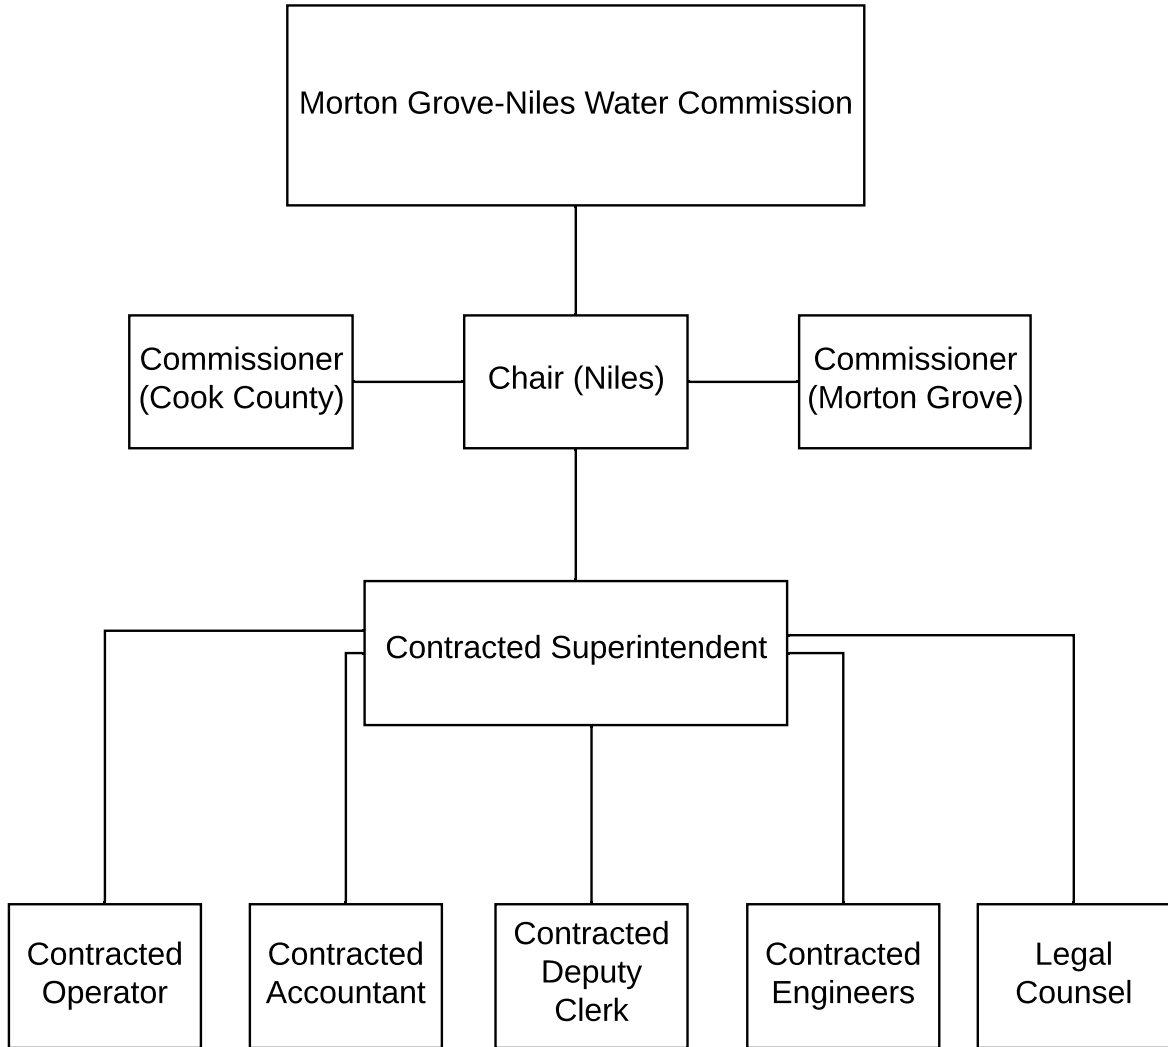 Morton Grove-Niles Water Commission
Commissioner
(Cook County)
Chair (Niles)
Commissioner
(Morton Grove)
Contracted Superintendent
Contracted
Operator
Contracted
Accountant
Contracted
Deputy
Clerk
Contracted
Engineers
Legal
Counsel